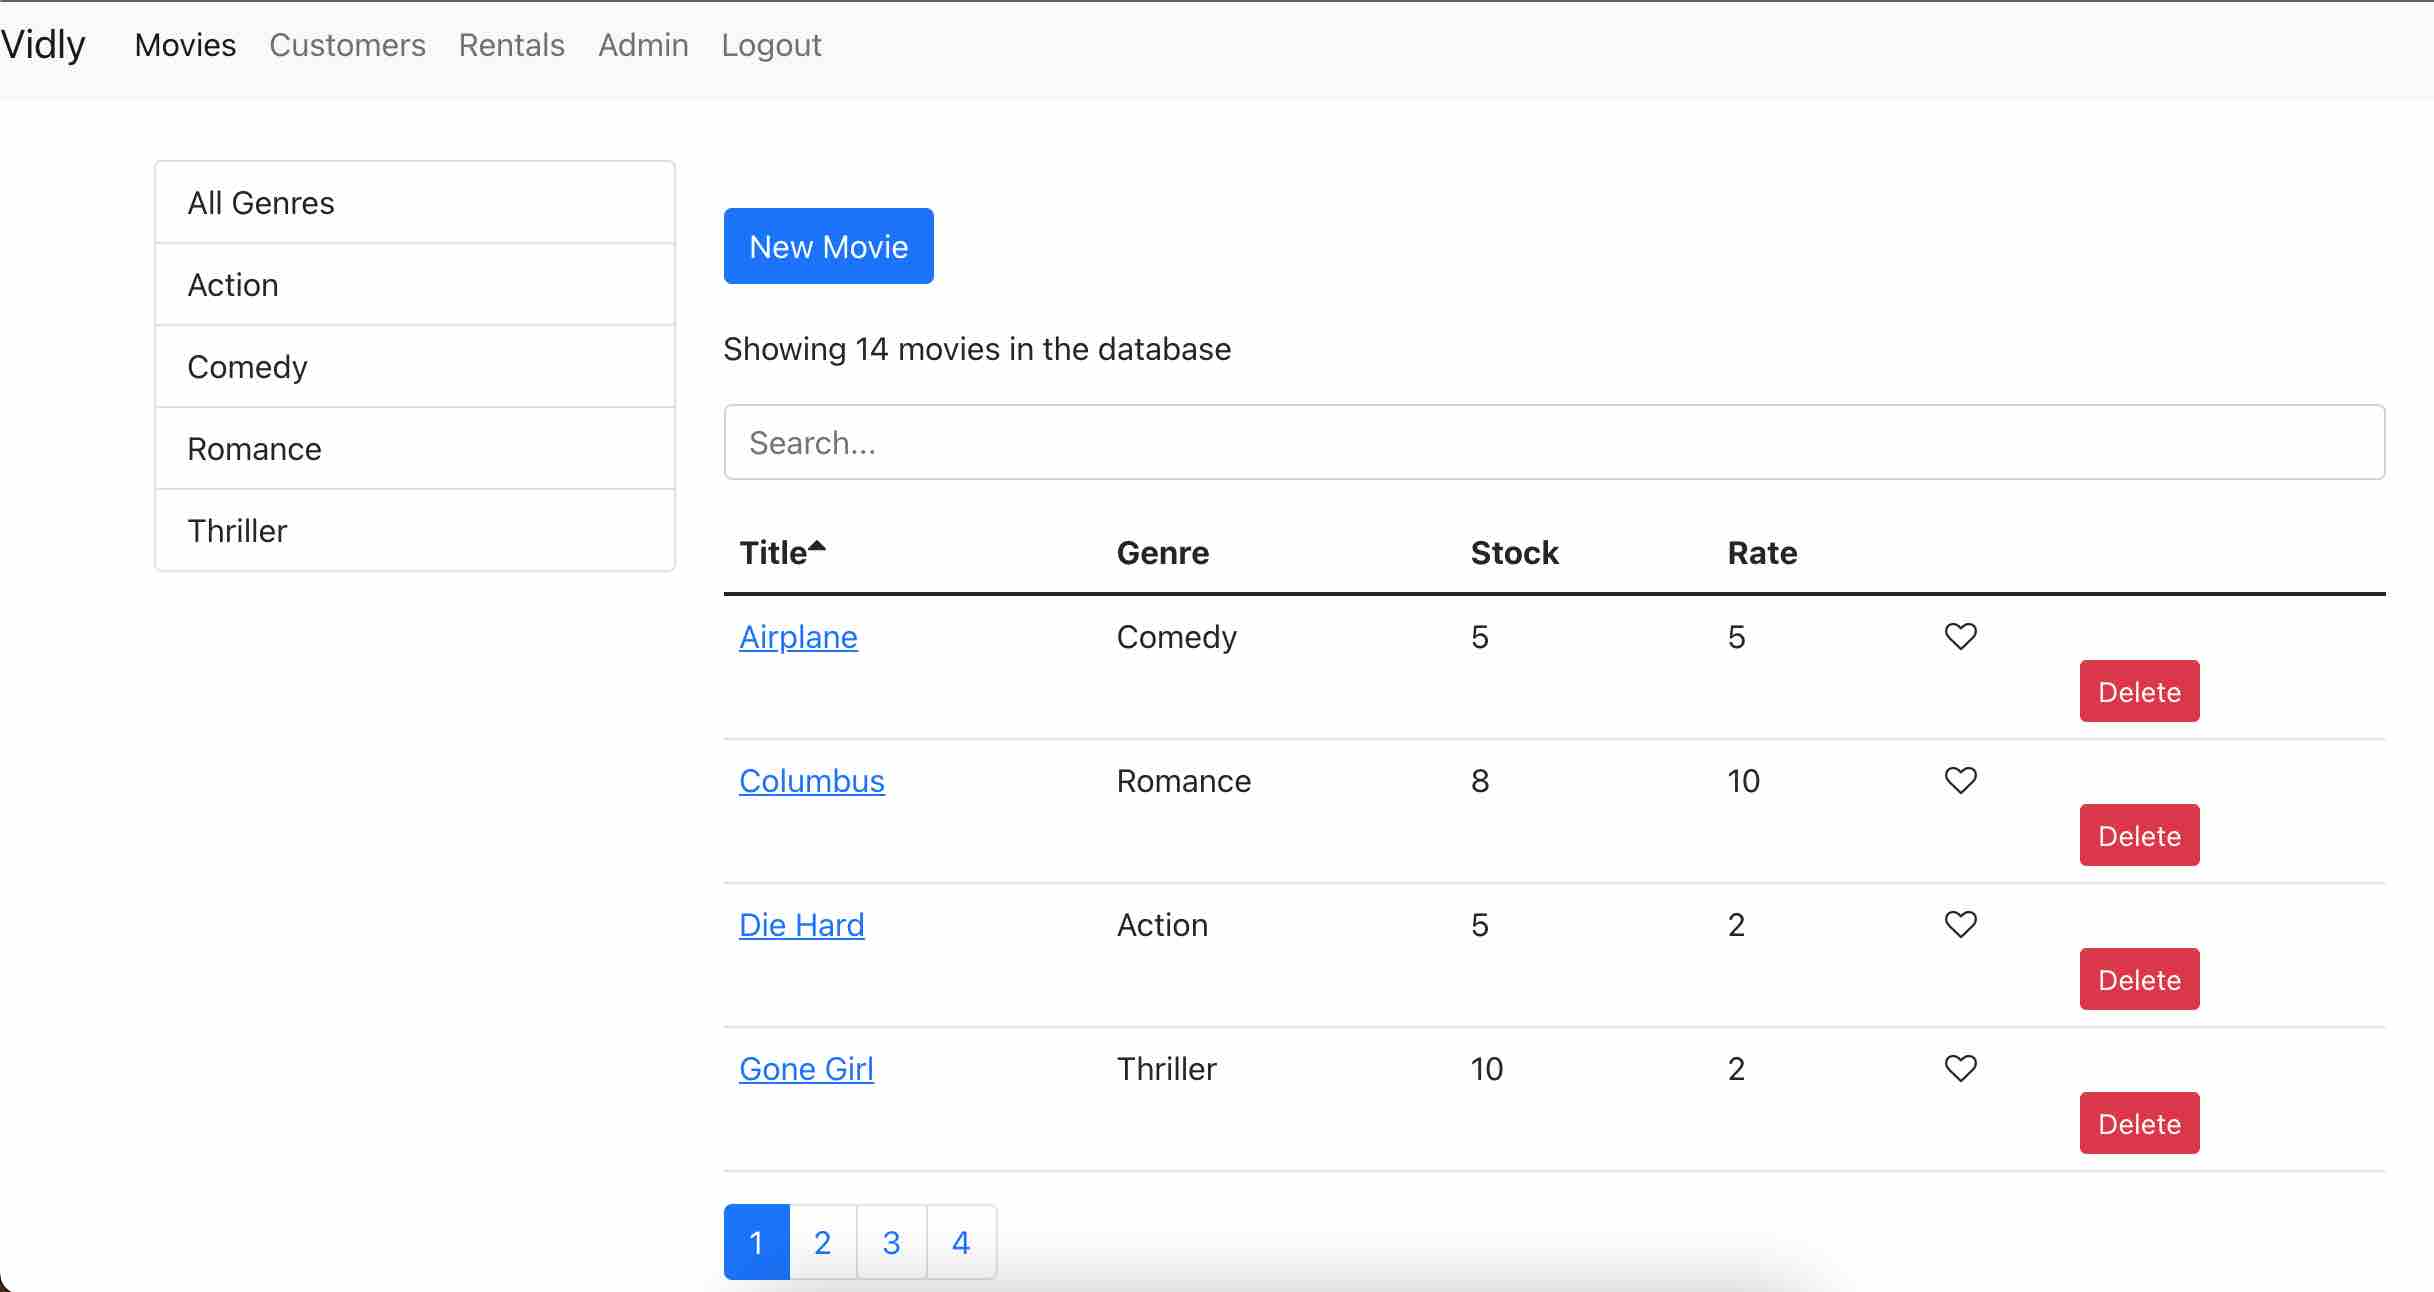 Vidly Movies Customers Rentals Admin Logout
All Genres
Action
Comedy
Romance
Thriller
New Movie
Showing 14 movies in the database
Search...
Title Genre Stock Rate
Airplane Comedy 5 5
Delete
Columbus Romance 8 10
Delete
Die Hard Action 5 2
Delete
Gone Girl Thriller 10 2
Delete
1 2 3 4